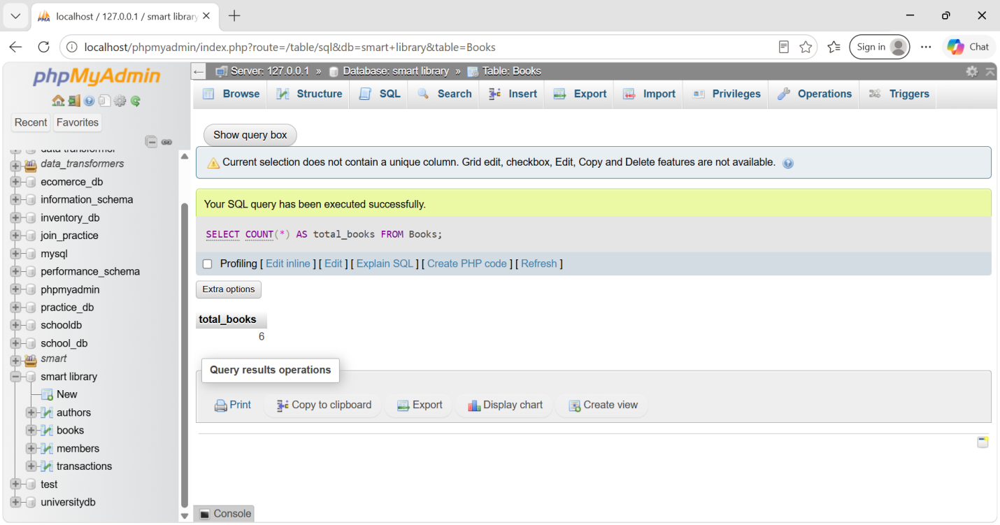 localhost / 127.0.0.1 / smart library
localhost/phpmyadmin/index.php?route=/table/sql&db=smart+library&table=Books
Sign in
Chat
phpMyAdmin
Recent
Favorites
data transformer
data_transformers
ecomerce_db
information_schema
inventory_db
join_practice
mysql
performance_schema
phpmyadmin
practice_db
schooldb
school_db
smart
smart library
New
authors
books
members
transactions
test
universitydb
Server: 127.0.0.1 » Database: smart library » Table: Books
Browse Structure SQL Search Insert Export Import Privileges Operations Triggers
Show query box
Current selection does not contain a unique column. Grid edit, checkbox, Edit, Copy and Delete features are not available.
Your SQL query has been executed successfully.
SELECT COUNT(*) AS total_books FROM Books;
Profiling [ Edit inline ] [ Edit ] [ Explain SQL ] [ Create PHP code ] [ Refresh ]
Extra options
total_books
6
Query results operations
Print Copy to clipboard Export Display chart Create view
Console